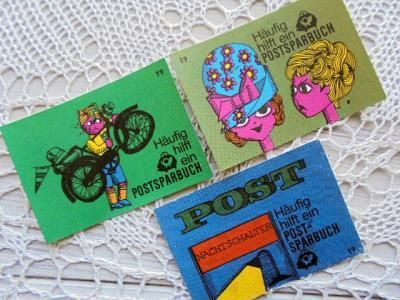 19
Häufig
hilft ein
POSTSPARBUCH
19
Häufig
hilft
ein
POSTSPARBUCH
POST
NACHTSCHALTER
Häufig
hilft ein
POST-
SPARBUCH
19